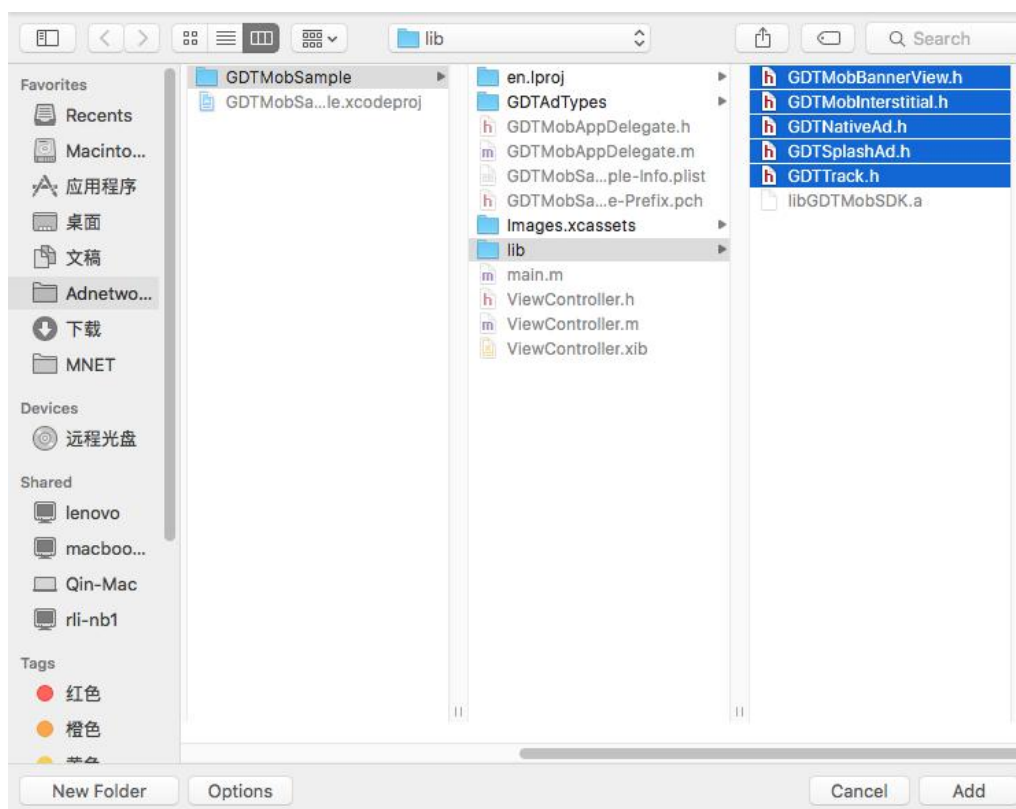 lib
Search
Favorites
Recents
Macinto...
应用程序
桌面
文稿
Adnetwo...
下载
MNET
Devices
远程光盘
Shared
lenovo
macboo...
Qin-Mac
rli-nb1
Tags
红色
橙色
黄色
GDTMobSample
GDTMobSa...le.xcodeproj
en.lproj
GDTAdTypes
GDTMobAppDelegate.h
GDTMobAppDelegate.m
GDTMobSa...ple-Info.plist
GDTMobSa...e-Prefix.pch
Images.xcassets
lib
main.m
ViewController.h
ViewController.m
ViewController.xib
GDTMobBannerView.h
GDTMobInterstitial.h
GDTNativeAd.h
GDTSplashAd.h
GDTTrack.h
libGDTMobSDK.a
New Folder
Options
Cancel
Add